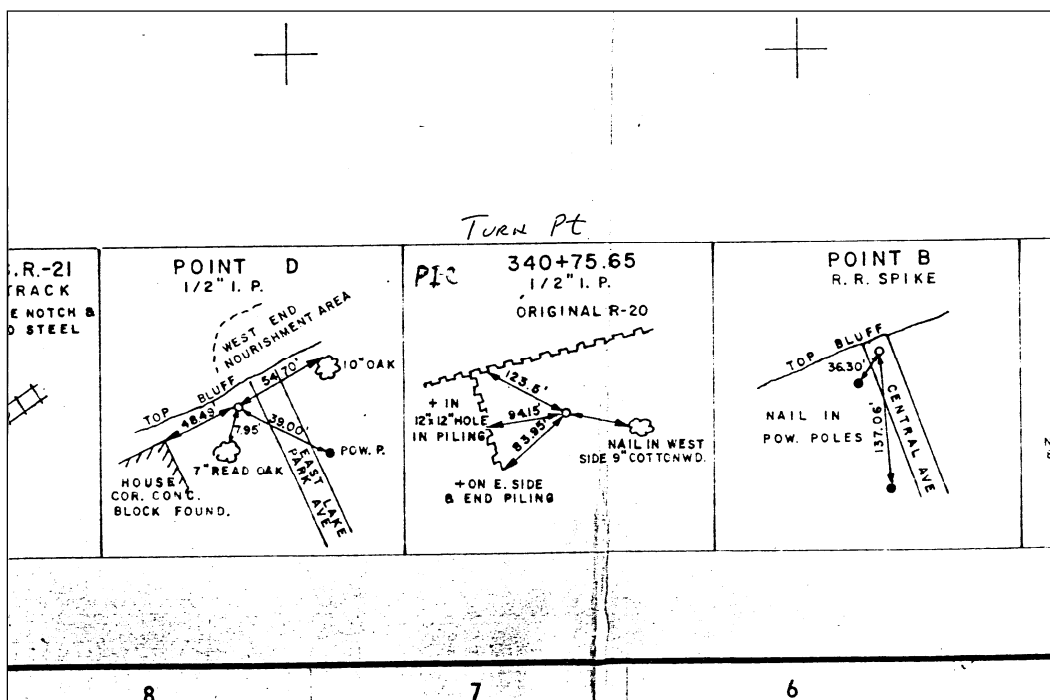 TURN Pt
.R.-21
TRACK
E NOTCH &
D STEEL
POINT D
1/2" I. P.
WEST END
NOURISHMENT AREA
TOP BLUFF
54.70'
10" OAK
48.49'
7.95'
39.00'
POW. P.
7" READ OAK
HOUSE
COR. CONC.
BLOCK FOUND.
EAST LAKE
PARK AVE
340+75.65
1/2" I. P.
ORIGINAL R-20
123.5'
+ IN
12"x12" HOLE
IN PILING
94.15'
83.95'
NAIL IN WEST
SIDE 9" COTTONWD.
+ON E. SIDE
& END PILING
POINT B
R. R. SPIKE
TOP BLUFF
36.30'
NAIL IN
POW. POLES
137.06'
CENTRAL AVE
8
7
6